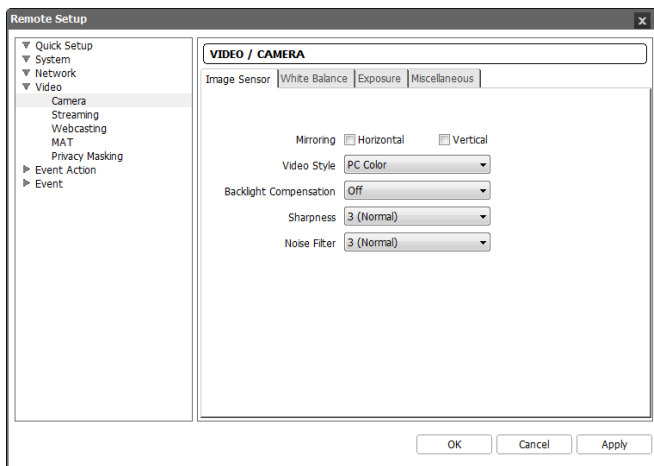 Remote Setup
Quick Setup
System
Network
Video
Camera
Streaming
Webcasting
MAT
Privacy Masking
Event Action
Event
VIDEO / CAMERA
Image Sensor White Balance Exposure Miscellaneous
Mirroring Horizontal Vertical
Video Style PC Color
Backlight Compensation Off
Sharpness 3 (Normal)
Noise Filter 3 (Normal)
OK Cancel Apply